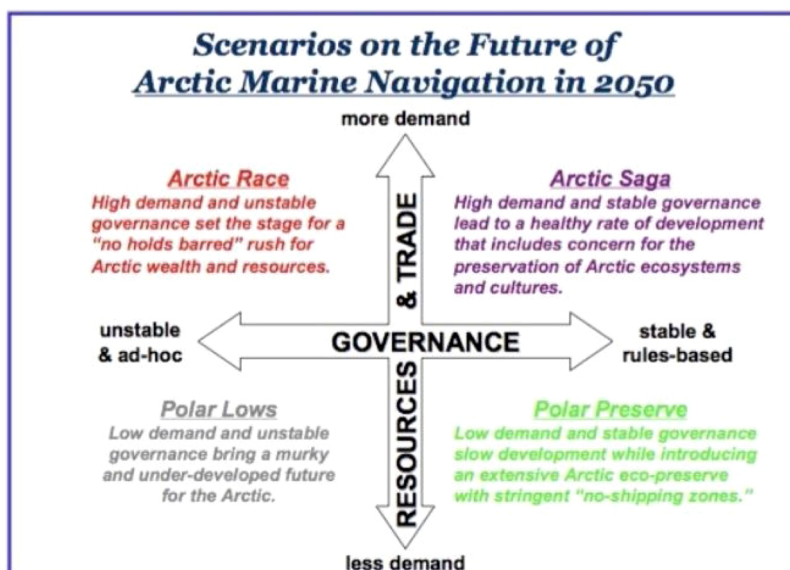 Scenarios on the Future of
Arctic Marine Navigation in 2050
more demand
Arctic Race
High demand and unstable
governance set the stage for a
“no holds barred” rush for
Arctic wealth and resources.
Arctic Saga
High demand and stable governance
lead to a healthy rate of development
that includes concern for the
preservation of Arctic ecosystems
and cultures.
RESOURCES & TRADE
unstable
& ad-hoc
GOVERNANCE
stable &
rules-based
Polar Lows
Low demand and unstable
governance bring a murky
and under-developed future
for the Arctic.
Polar Preserve
Low demand and stable governance
slow development while introducing
an extensive Arctic eco-preserve
with stringent “no-shipping zones.”
less demand